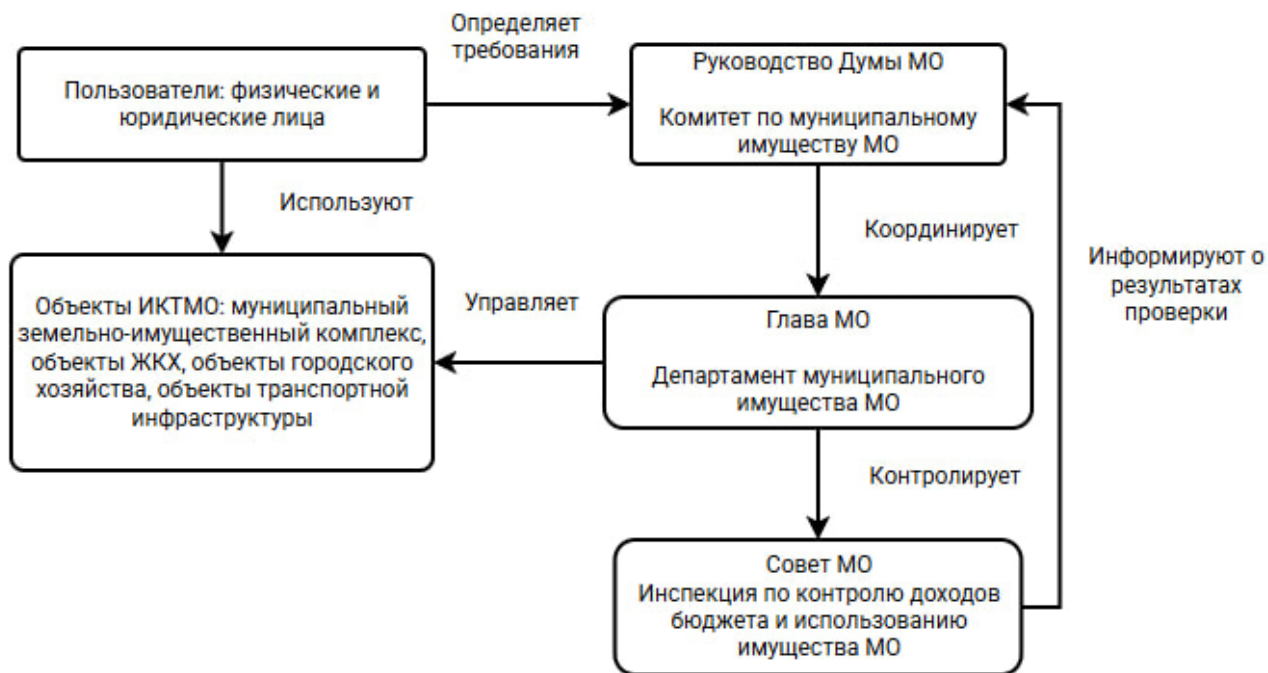 Определяет
требования
Пользователи: физические и
юридические лица
Руководство Думы МО
Комитет по муниципальному
имуществу МО
Используют
Координирует
Информируют о
результатах
проверки
Объекты ИКТМО: муниципальный
земельно-имущественный комплекс,
объекты ЖКХ, объекты городского
хозяйства, объекты транспортной
инфраструктуры
Управляет
Глава МО
Департамент муниципального
имущества МО
Контролирует
Совет МО
Инспекция по контролю доходов
бюджета и использованию
имущества МО